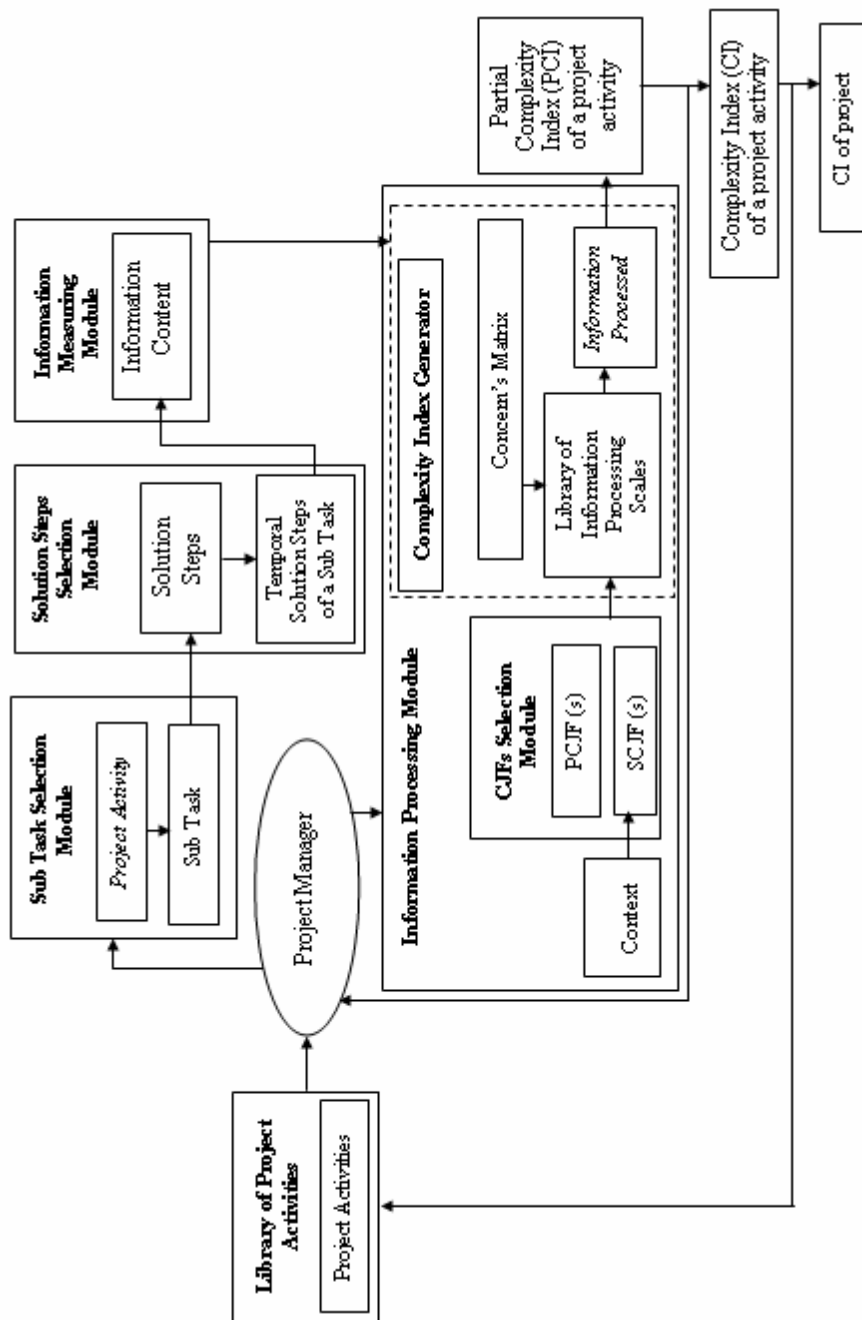 Library of Project
Activities
Project Activities
Project Manager
Sub Task Selection
Module
Project Activity
Sub Task
Solution Steps
Selection
Module
Solution
Steps
Temporal
Solution Steps
of a Sub Task
Information
Measuring
Module
Information
Content
Information Processing Module
Context
CJFs Selection
Module
PCJF(s)
SCJF(s)
Complexity Index Generator
Concern's Matrix
Library of
Information
Processing
Scales
Information
Processed
Partial
Complexity
Index (PCI)
of a project
activity
Complexity Index (CI)
of a project activity
CI of project